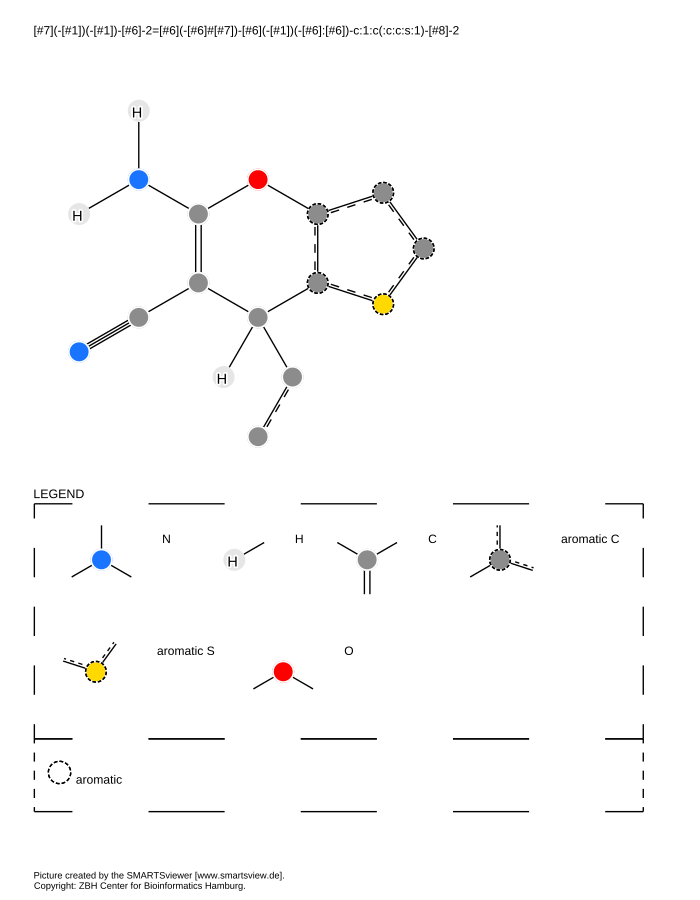 [#7](-[#1])(-[#1])-[#6]-2=[#6](-[#6]#[#7])-[#6](-[#1])(-[#6]:[#6])-c:1:c(:c:c:s:1)-[#8]-2
H
H
H
LEGEND
N
H
H
C
aromatic C
aromatic S
O
aromatic
Picture created by the SMARTSviewer [www.smartsview.de].
Copyright: ZBH Center for Bioinformatics Hamburg.